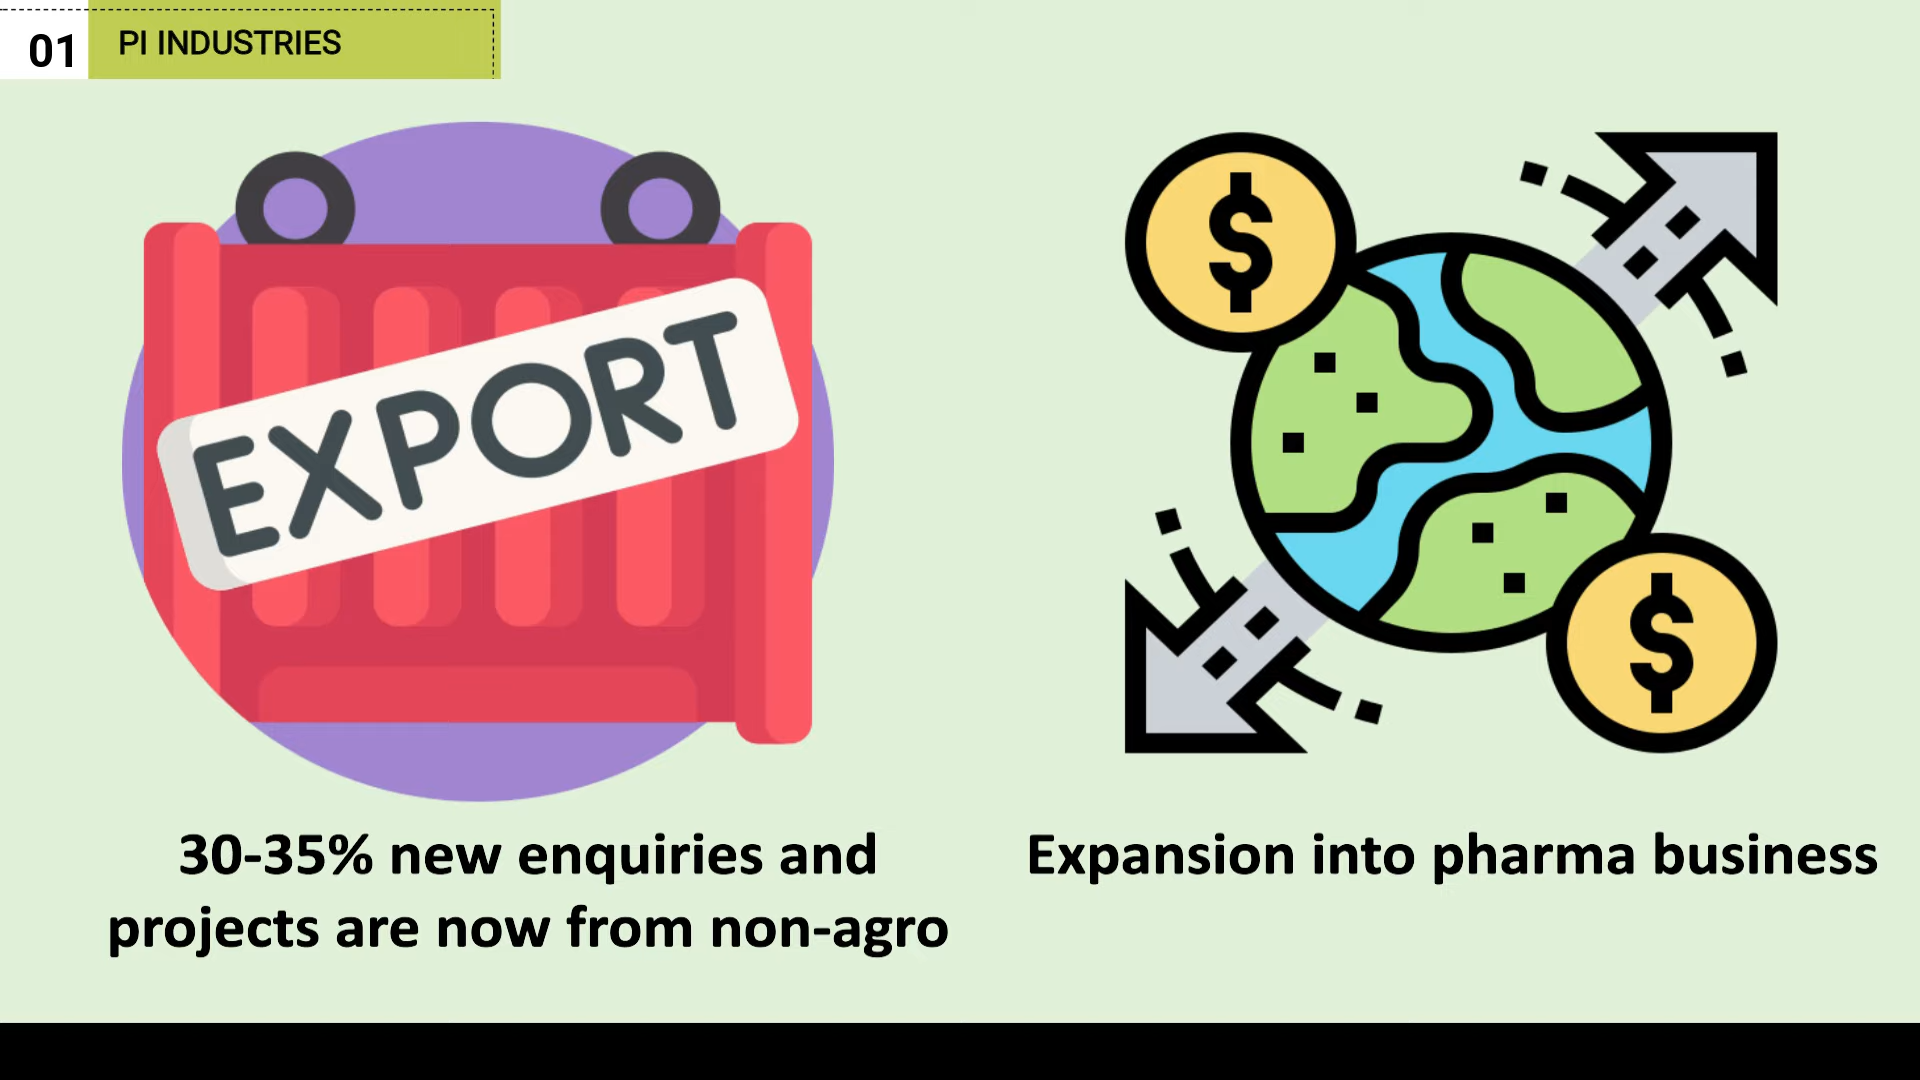 01
PI INDUSTRIES
EXPORT
$
$
30-35% new enquiries and
projects are now from non-agro
Expansion into pharma business